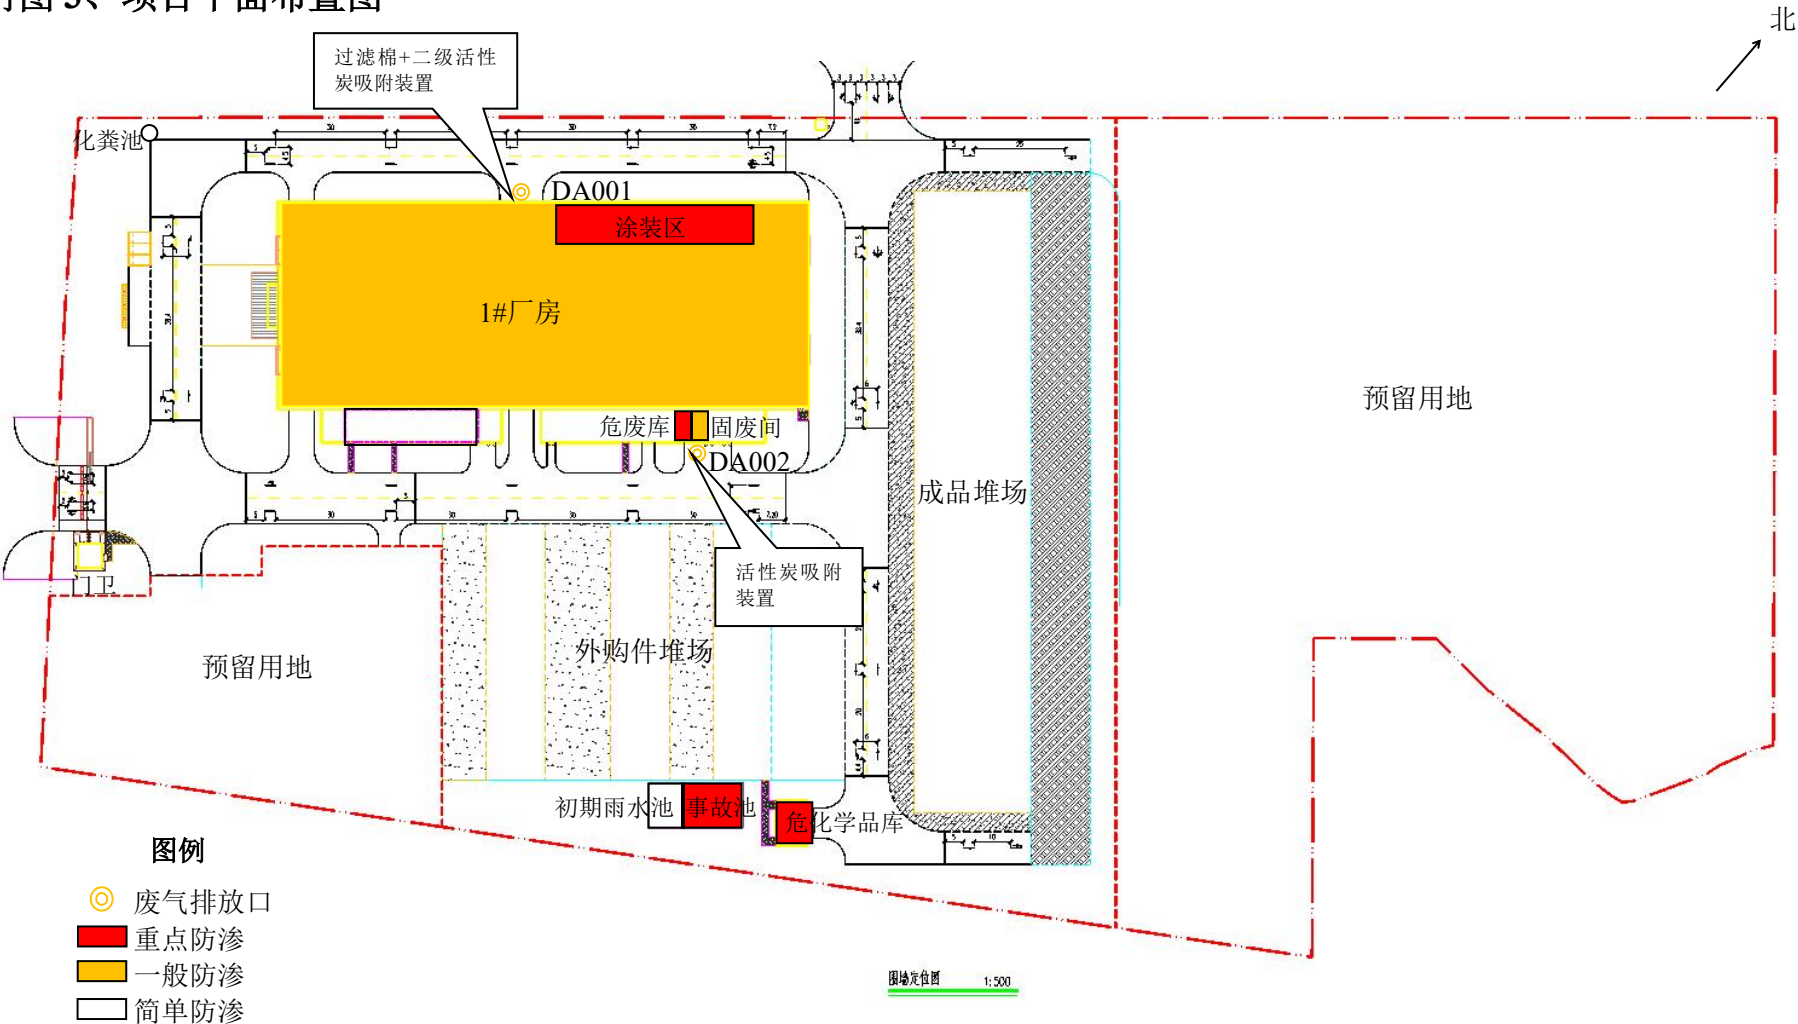 附图 3、项目平面布置图
北
过滤棉+二级活性
炭吸附装置
化粪池
DA001
涂装区
1#厂房
预留用地
危废库
固废间
DA002
成品堆场
活性炭吸附
装置
门卫
外购件堆场
预留用地
初期雨水池
事故池
危化学品库
图例
废气排放口
重点防渗
一般防渗
简单防渗
围墙定位图 1:500